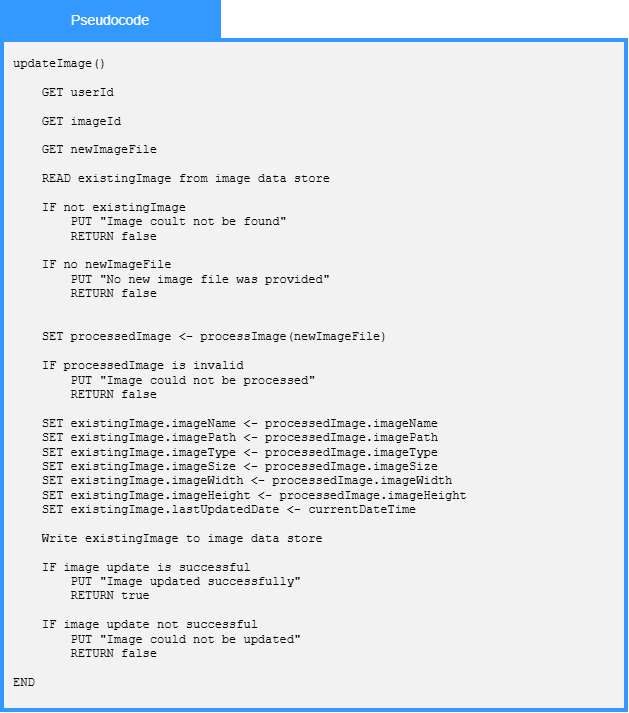 Pseudocode
updateImage()
GET userId
GET imageId
GET newImageFile
READ existingImage from image data store
IF not existingImage
PUT "Image coult not be found"
RETURN false
IF no newImageFile
PUT "No new image file was provided"
RETURN false
SET processedImage <- processImage(newImageFile)
IF processedImage is invalid
PUT "Image could not be processed"
RETURN false
SET existingImage.imageName <- processedImage.imageName
SET existingImage.imagePath <- processedImage.imagePath
SET existingImage.imageType <- processedImage.imageType
SET existingImage.imageSize <- processedImage.imageSize
SET existingImage.imageWidth <- processedImage.imageWidth
SET existingImage.imageHeight <- processedImage.imageHeight
SET existingImage.lastUpdatedDate <- currentDateTime
Write existingImage to image data store
IF image update is successful
PUT "Image updated successfully"
RETURN true
IF image update not successful
PUT "Image could not be updated"
RETURN false
END